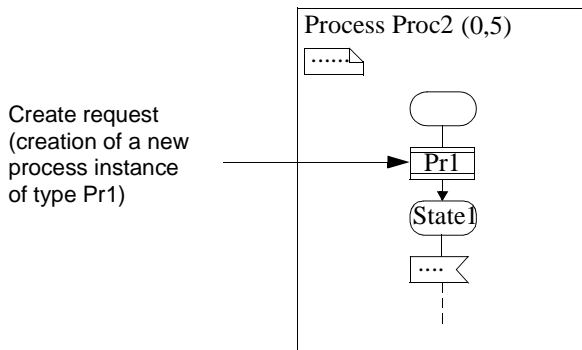 Process Proc2 (0,5)
......
Create request
(creation of a new
process instance
of type Pr1)
Pr1
State1
....